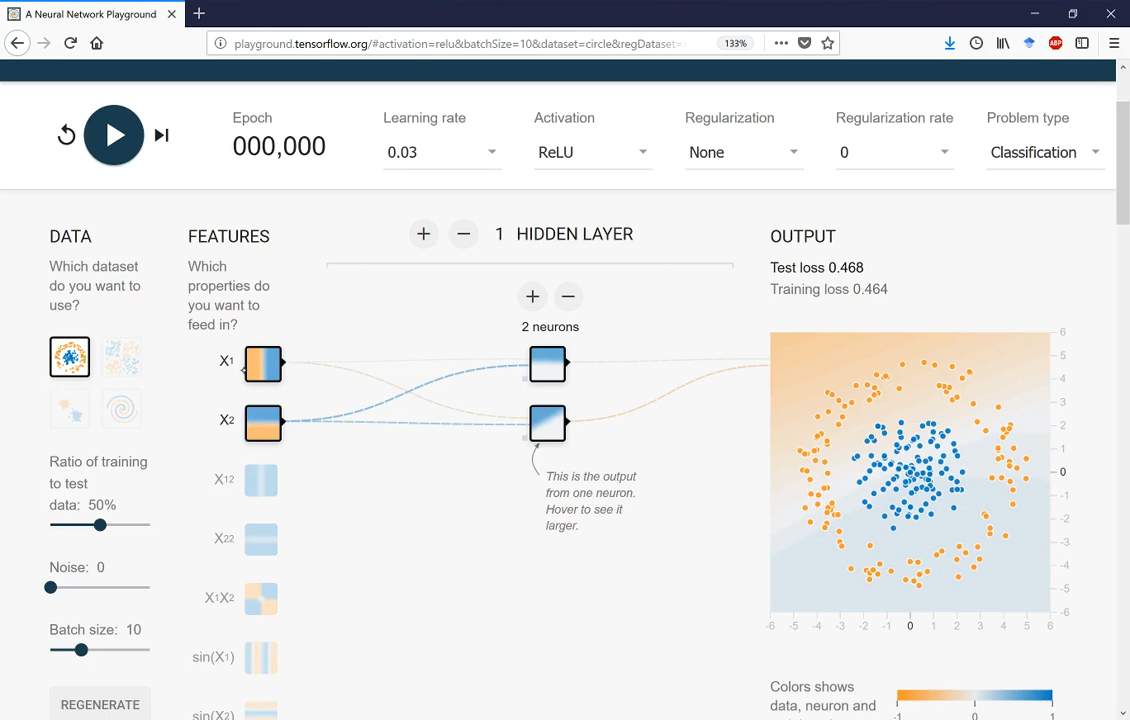 A Neural Network Playground
playground.tensorflow.org/#activation=relu&batchSize=10&dataset=circle&regDataset=
133%
ABP
Epoch
000,000
Learning rate
0.03
Activation
ReLU
Regularization
None
Regularization rate
0
Problem type
Classification
DATA
Which dataset
do you want to
use?
Ratio of training
to test
data: 50%
Noise: 0
Batch size: 10
REGENERATE
FEATURES
Which
properties do
you want to
feed in?
X1
X2
X12
X22
X1X2
sin(X1)
sin(X2)
+ − 1 HIDDEN LAYER
+ −
2 neurons
This is the output
from one neuron.
Hover to see it
larger.
OUTPUT
Test loss 0.468
Training loss 0.464
6
5
4
3
2
1
0
-1
-2
-3
-4
-5
-6
-6 -5 -4 -3 -2 -1 0 1 2 3 4 5 6
Colors shows
data, neuron and
-1 0 1